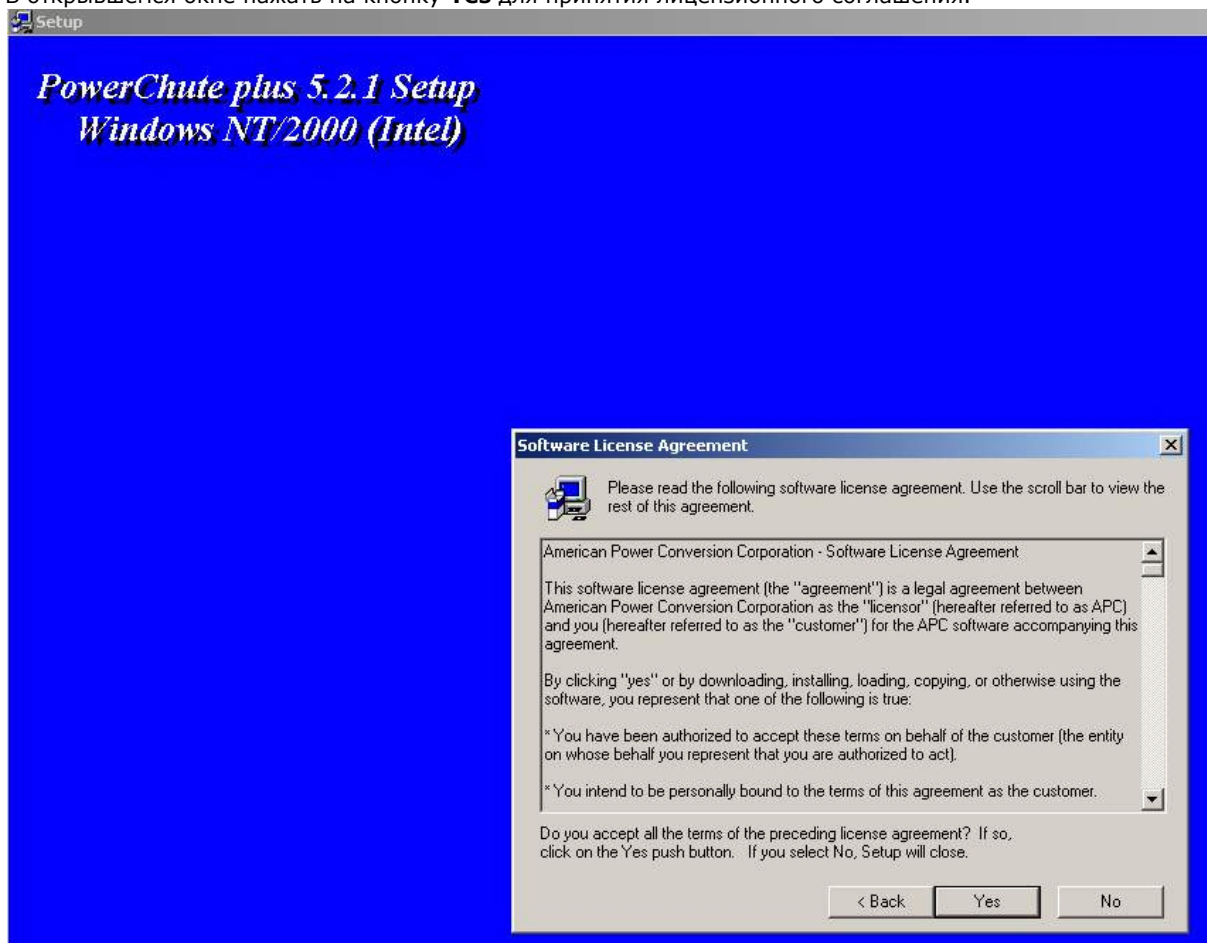 В открывшемся окне нажать на кнопку Yes для принятия лицензионного соглашения.
Setup
PowerChute plus 5.2.1 Setup
Windows NT/2000 (Intel)
Software License Agreement
Please read the following software license agreement. Use the scroll bar to view the
rest of this agreement.
American Power Conversion Corporation - Software License Agreement
This software license agreement (the "agreement") is a legal agreement between
American Power Conversion Corporation as the "licensor" (hereafter referred to as APC)
and you (hereafter referred to as the "customer") for the APC software accompanying this
agreement.
By clicking "yes" or by downloading, installing, loading, copying, or otherwise using the
software, you represent that one of the following is true:
* You have been authorized to accept these terms on behalf of the customer (the entity
on whose behalf you represent that you are authorized to act).
* You intend to be personally bound to the terms of this agreement as the customer.
Do you accept all the terms of the preceding license agreement? If so,
click on the Yes push button. If you select No, Setup will close.
< Back Yes No